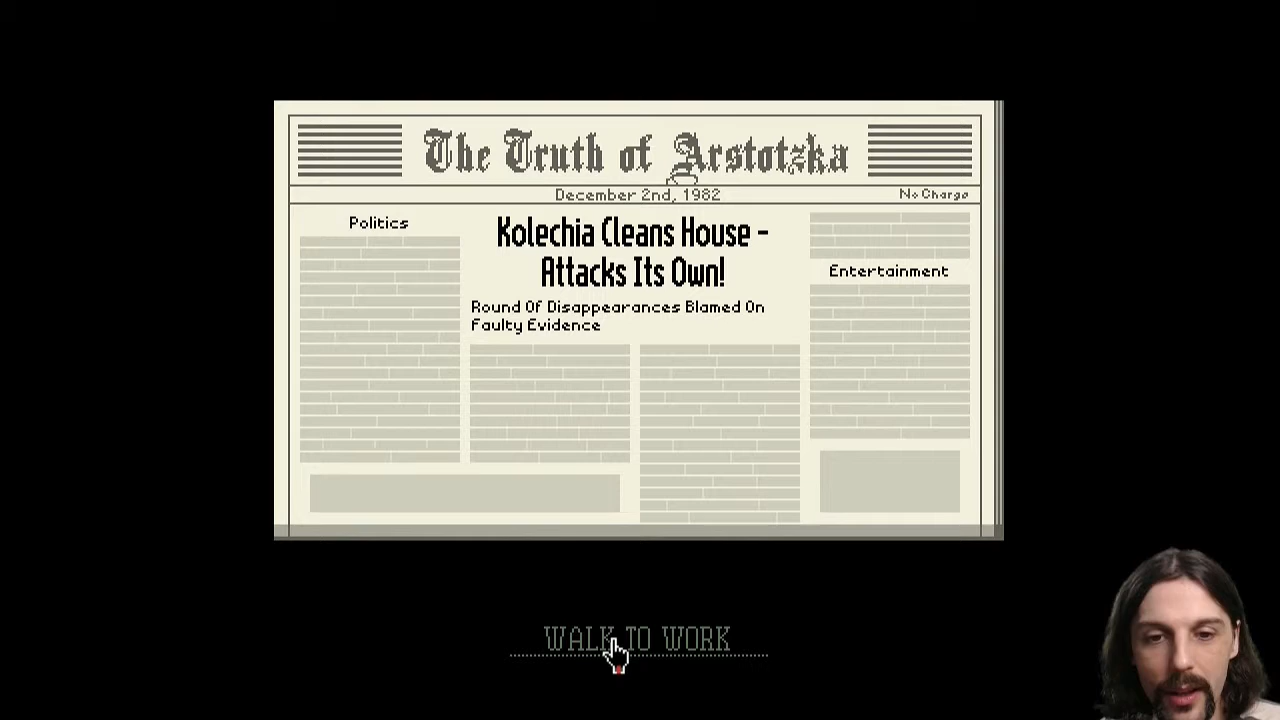 The Truth of Arstotzka
December 2nd, 1982
No Charge
Politics
Kolechia Cleans House -
Attacks Its Own!
Round Of Disappearances Blamed On
Faulty Evidence
Entertainment
WALK TO WORK